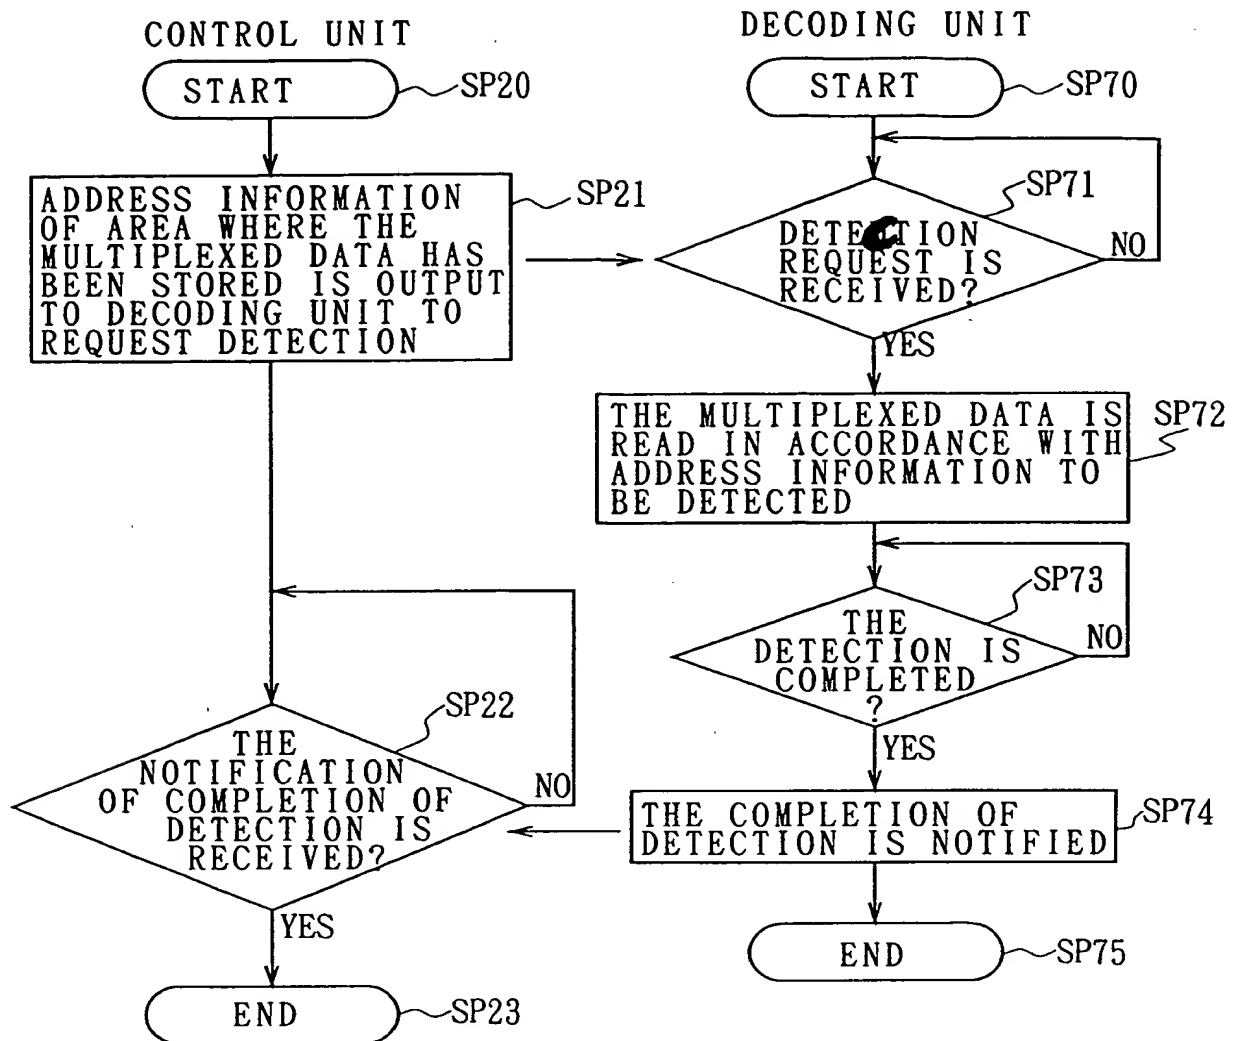 CONTROL UNIT
START
SP20
ADDRESS INFORMATION
OF AREA WHERE THE
MULTIPLEXED DATA HAS
BEEN STORED IS OUTPUT
TO DECODING UNIT TO
REQUEST DETECTION
SP21
THE
NOTIFICATION
OF COMPLETION OF
DETECTION IS
RECEIVED?
SP22
NO
YES
END
SP23
DECODING UNIT
START
SP70
DETECTION
REQUEST IS
RECEIVED?
SP71
NO
YES
THE MULTIPLEXED DATA IS
READ IN ACCORDANCE WITH
ADDRESS INFORMATION TO
BE DETECTED
SP72
THE
DETECTION IS
COMPLETED
?
SP73
NO
YES
THE COMPLETION OF
DETECTION IS NOTIFIED
SP74
END
SP75